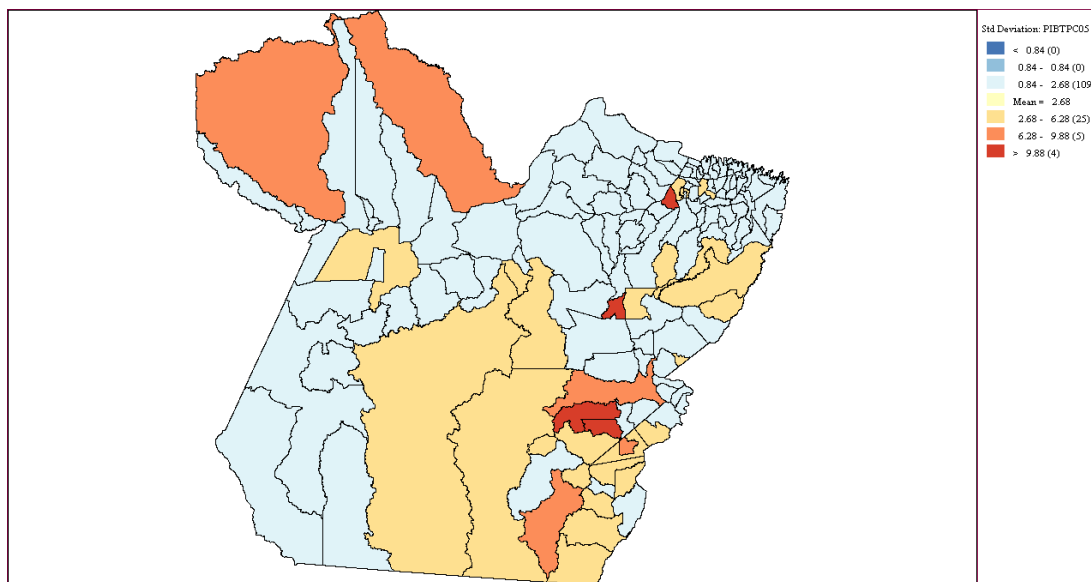 Std Deviation: PIBTPC05
< 0.84 (0)
0.84 - 0.84 (0)
0.84 - 2.68 (109
Mean = 2.68
2.68 - 6.28 (25)
6.28 - 9.88 (5)
> 9.88 (4)